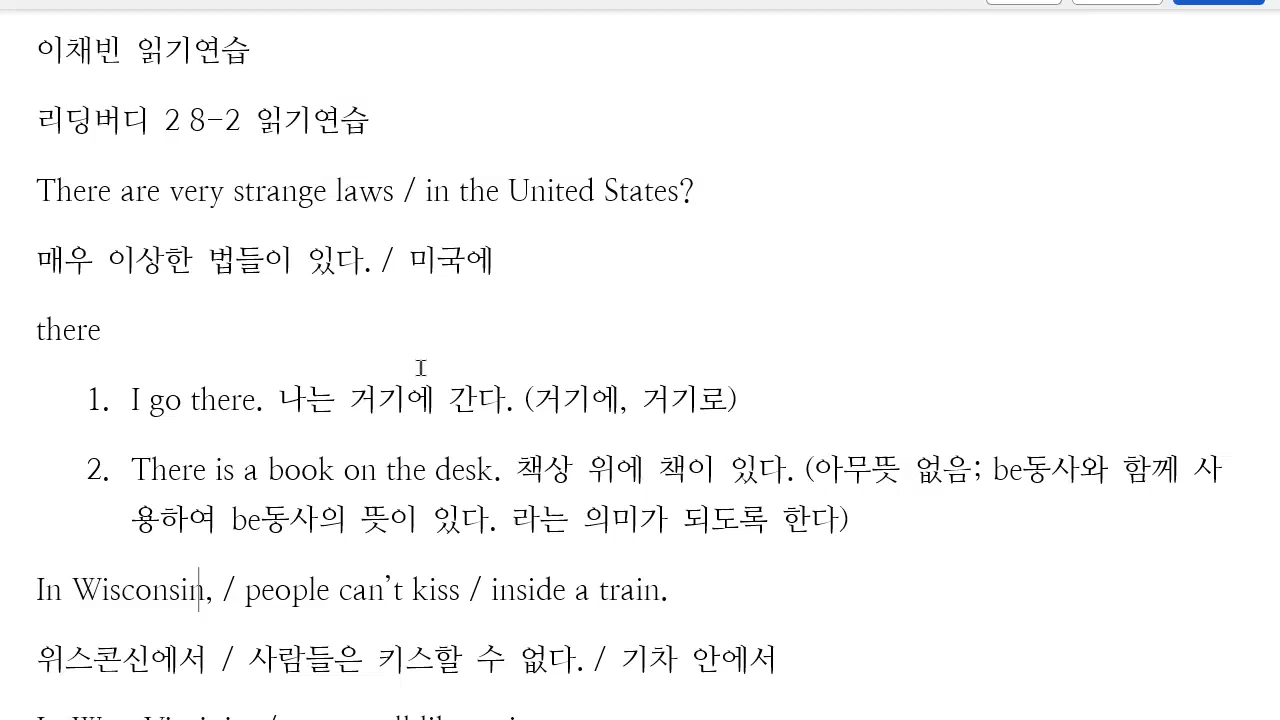 이채빈 읽기연습
리딩버디 2 8-2 읽기연습
There are very strange laws / in the United States?
매우 이상한 법들이 있다. / 미국에
there
1. I go there. 나는 거기에 간다. (거기에, 거기로)
2. There is a book on the desk. 책상 위에 책이 있다. (아무뜻 없음; be동사와 함께 사
용하여 be동사의 뜻이 있다. 라는 의미가 되도록 한다)
In Wisconsin, / people can’t kiss / inside a train.
위스콘신에서 / 사람들은 키스할 수 없다. / 기차 안에서